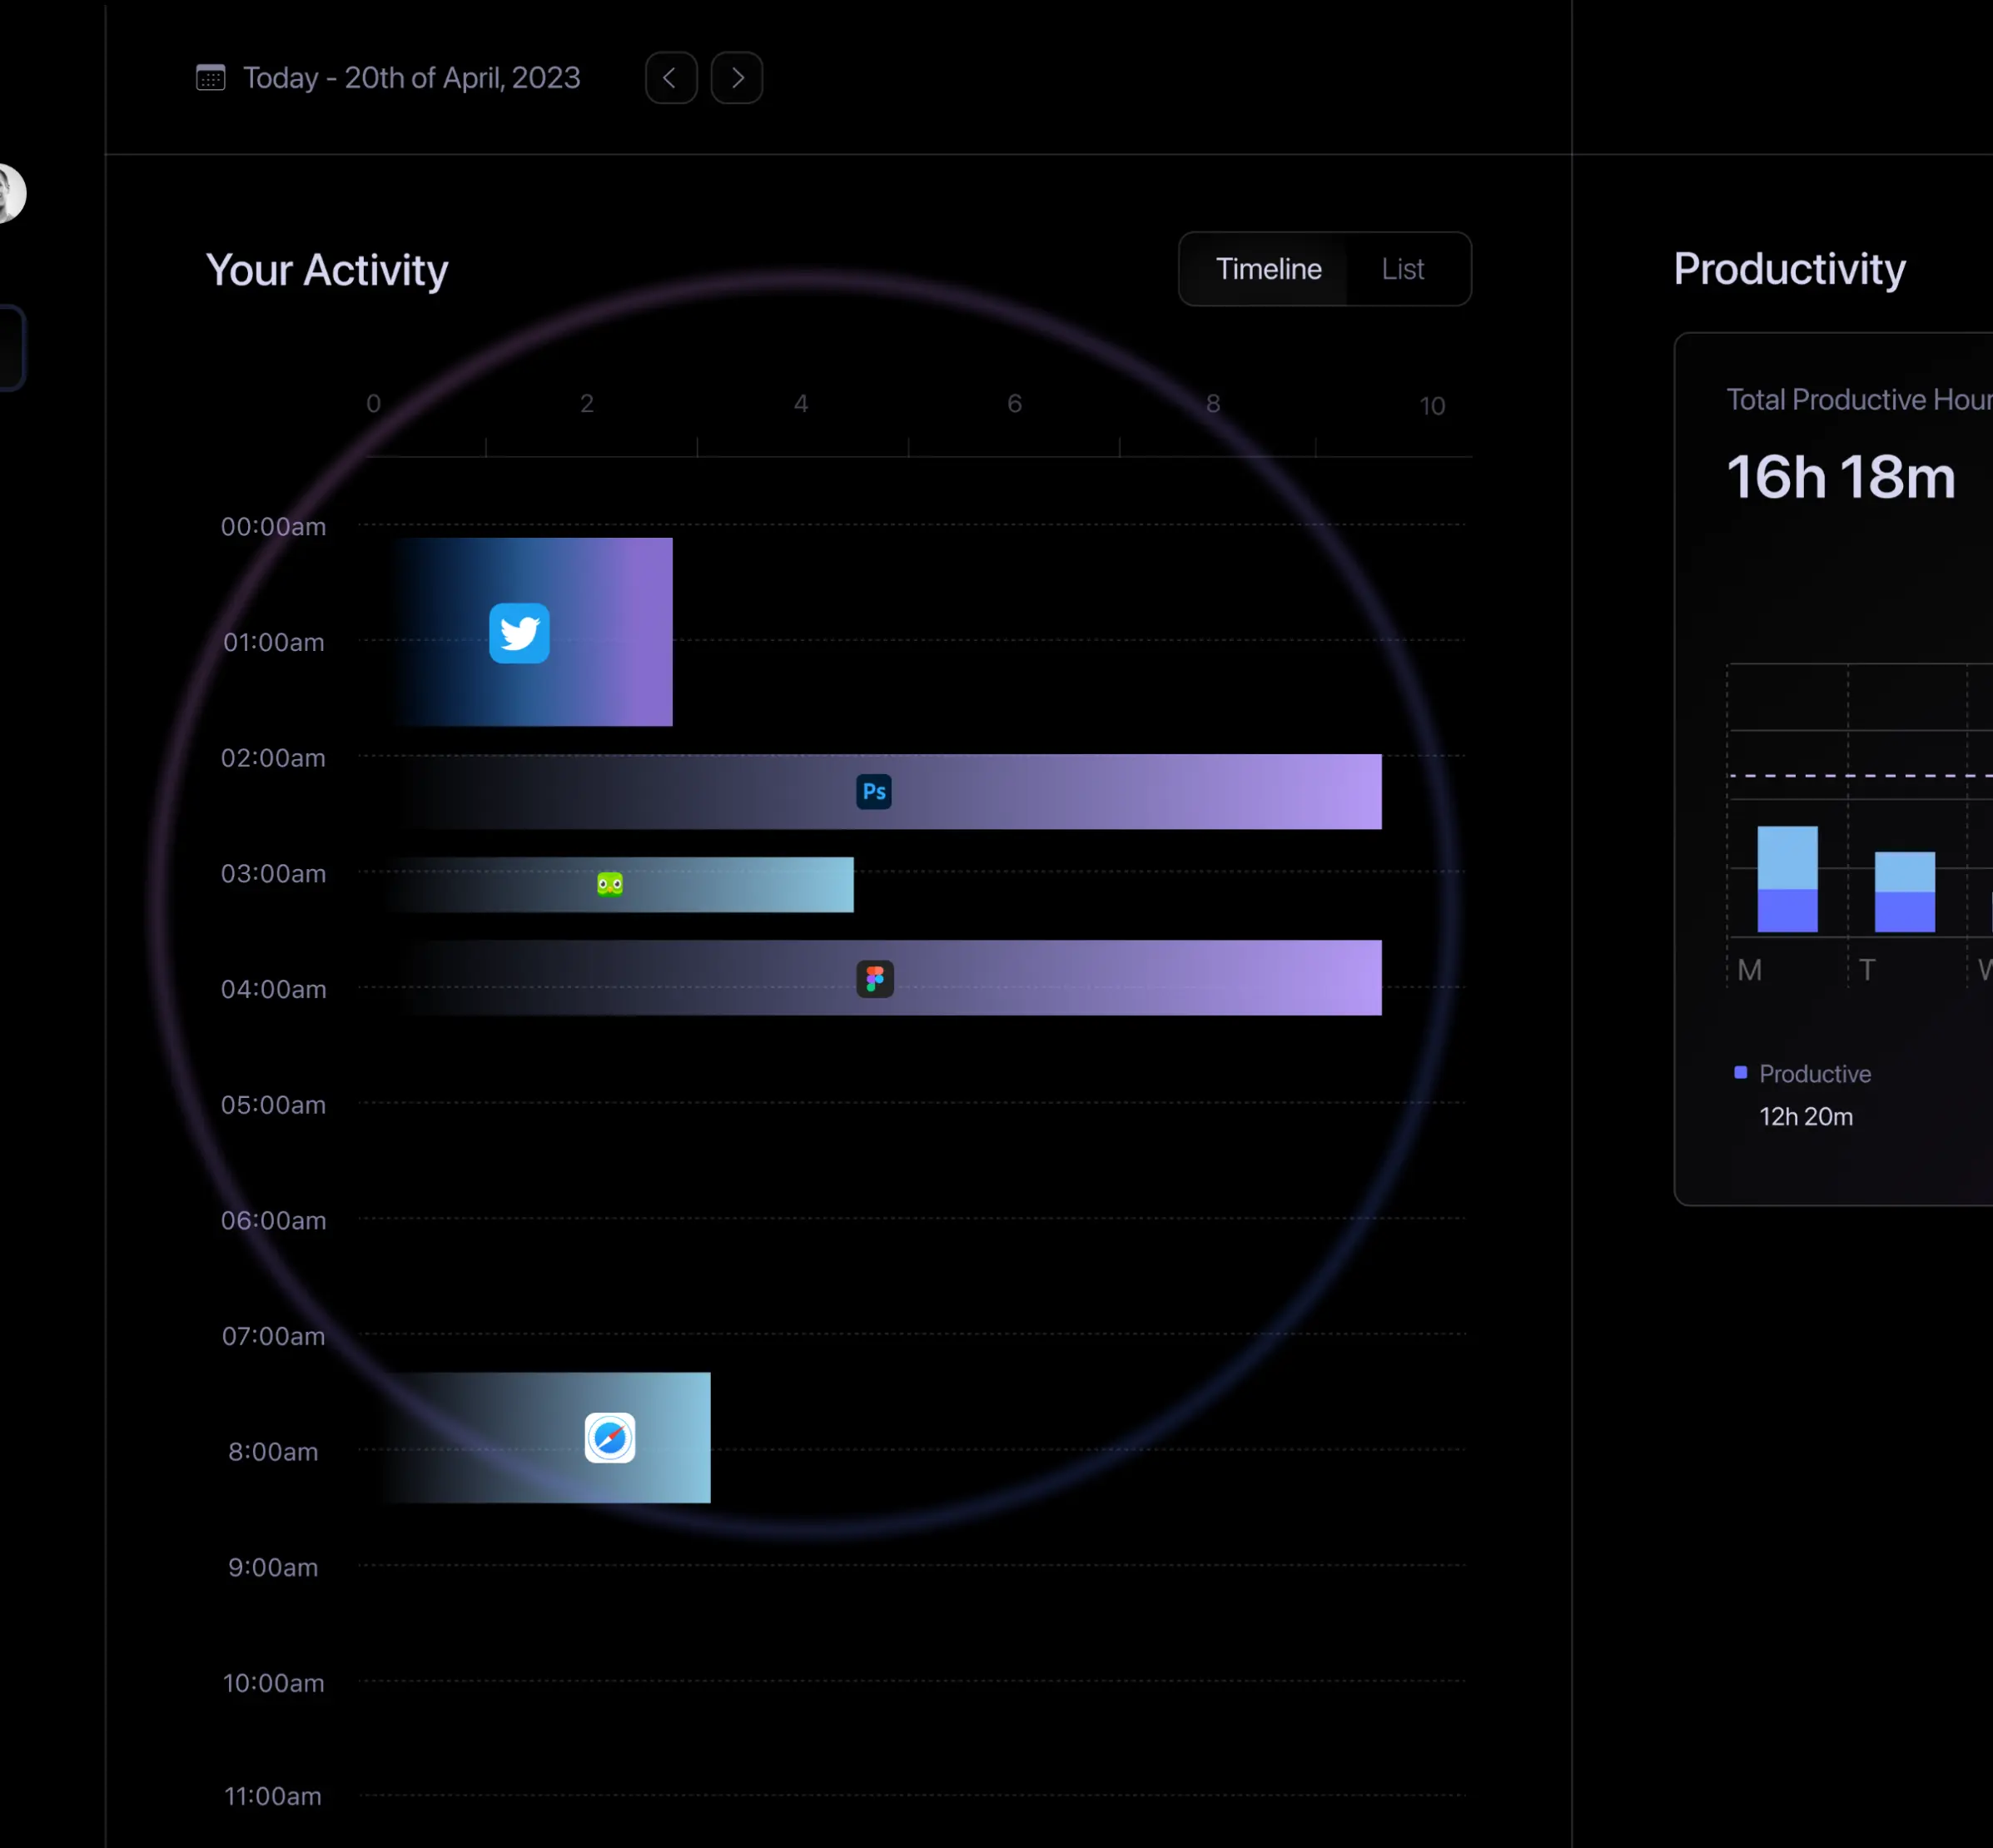 Today - 20th of April, 2023
Your Activity
Timeline
List
0
2
4
6
8
10
00:00am
01:00am
02:00am
Ps
03:00am
04:00am
05:00am
06:00am
07:00am
8:00am
9:00am
10:00am
11:00am
Productivity
Total Productive
16h 18m
M
T
Productive
12h 20m